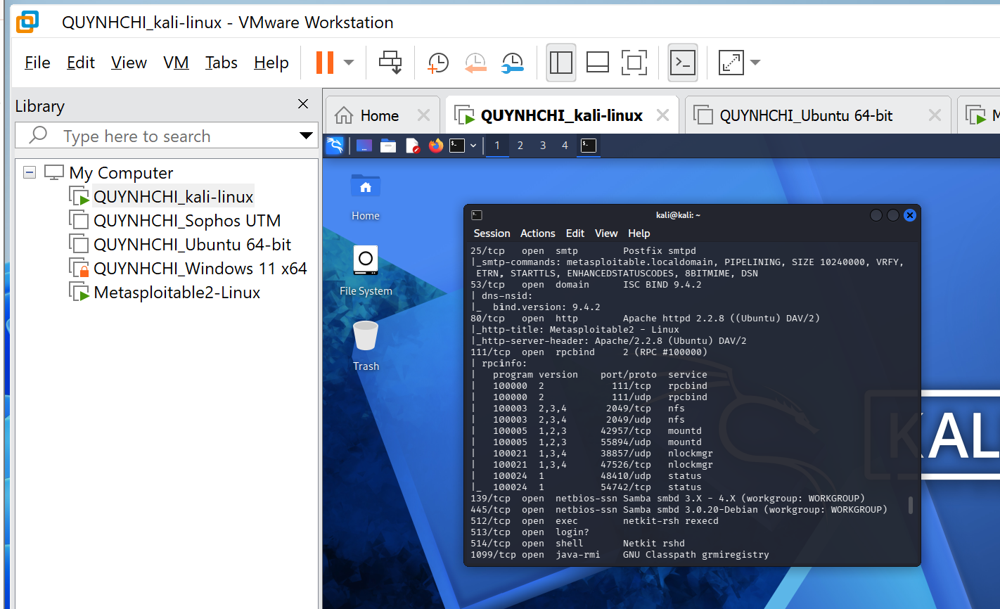 QUYNHCHI_kali-linux - VMware Workstation
File Edit View VM Tabs Help
Library
Type here to search
My Computer
QUYNHCHI_kali-linux
QUYNHCHI_Sophos UTM
QUYNHCHI_Ubuntu 64-bit
QUYNHCHI_Windows 11 x64
Metasploitable2-Linux
Home QUYNHCHI_kali-linux QUYNHCHI_Ubuntu 64-bit M
1 2 3 4
Home
File System
Trash
kali@kali: ~
Session Actions Edit View Help
25/tcp open smtp Postfix smtpd
|_smtp-commands: metasploitable.localdomain, PIPELINING, SIZE 10240000, VRFY,
ETRN, STARTTLS, ENHANCEDSTATUSCODES, 8BITMIME, DSN
53/tcp open domain ISC BIND 9.4.2
| dns-nsid:
|_ bind.version: 9.4.2
80/tcp open http Apache httpd 2.2.8 ((Ubuntu) DAV/2)
|_http-title: Metasploitable2 - Linux
|_http-server-header: Apache/2.2.8 (Ubuntu) DAV/2
111/tcp open rpcbind 2 (RPC #100000)
| rpcinfo:
| program version port/proto service
| 100000 2 111/tcp rpcbind
| 100000 2 111/udp rpcbind
| 100003 2,3,4 2049/tcp nfs
| 100003 2,3,4 2049/udp nfs
| 100005 1,2,3 42957/tcp mountd
| 100005 1,2,3 55894/udp mountd
| 100021 1,3,4 38857/udp nlockmgr
| 100021 1,3,4 47526/tcp nlockmgr
| 100024 1 48410/udp status
|_ 100024 1 54742/tcp status
139/tcp open netbios-ssn Samba smbd 3.X - 4.X (workgroup: WORKGROUP)
445/tcp open netbios-ssn Samba smbd 3.0.20-Debian (workgroup: WORKGROUP)
512/tcp open exec netkit-rsh rexecd
513/tcp open login?
514/tcp open shell Netkit rshd
1099/tcp open java-rmi GNU Classpath grmiregistry
KAL